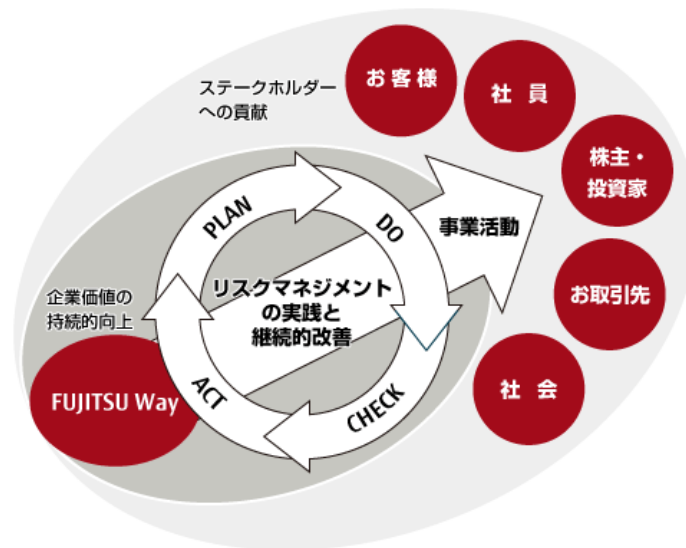 ステークホルダー
への貢献
お客様
社 員
株主・
投資家
お取引先
社 会
事業活動
PLAN
DO
CHECK
ACT
リスクマネジメント
の実践と
継続的改善
企業価値の
持続的向上
FUJITSU Way